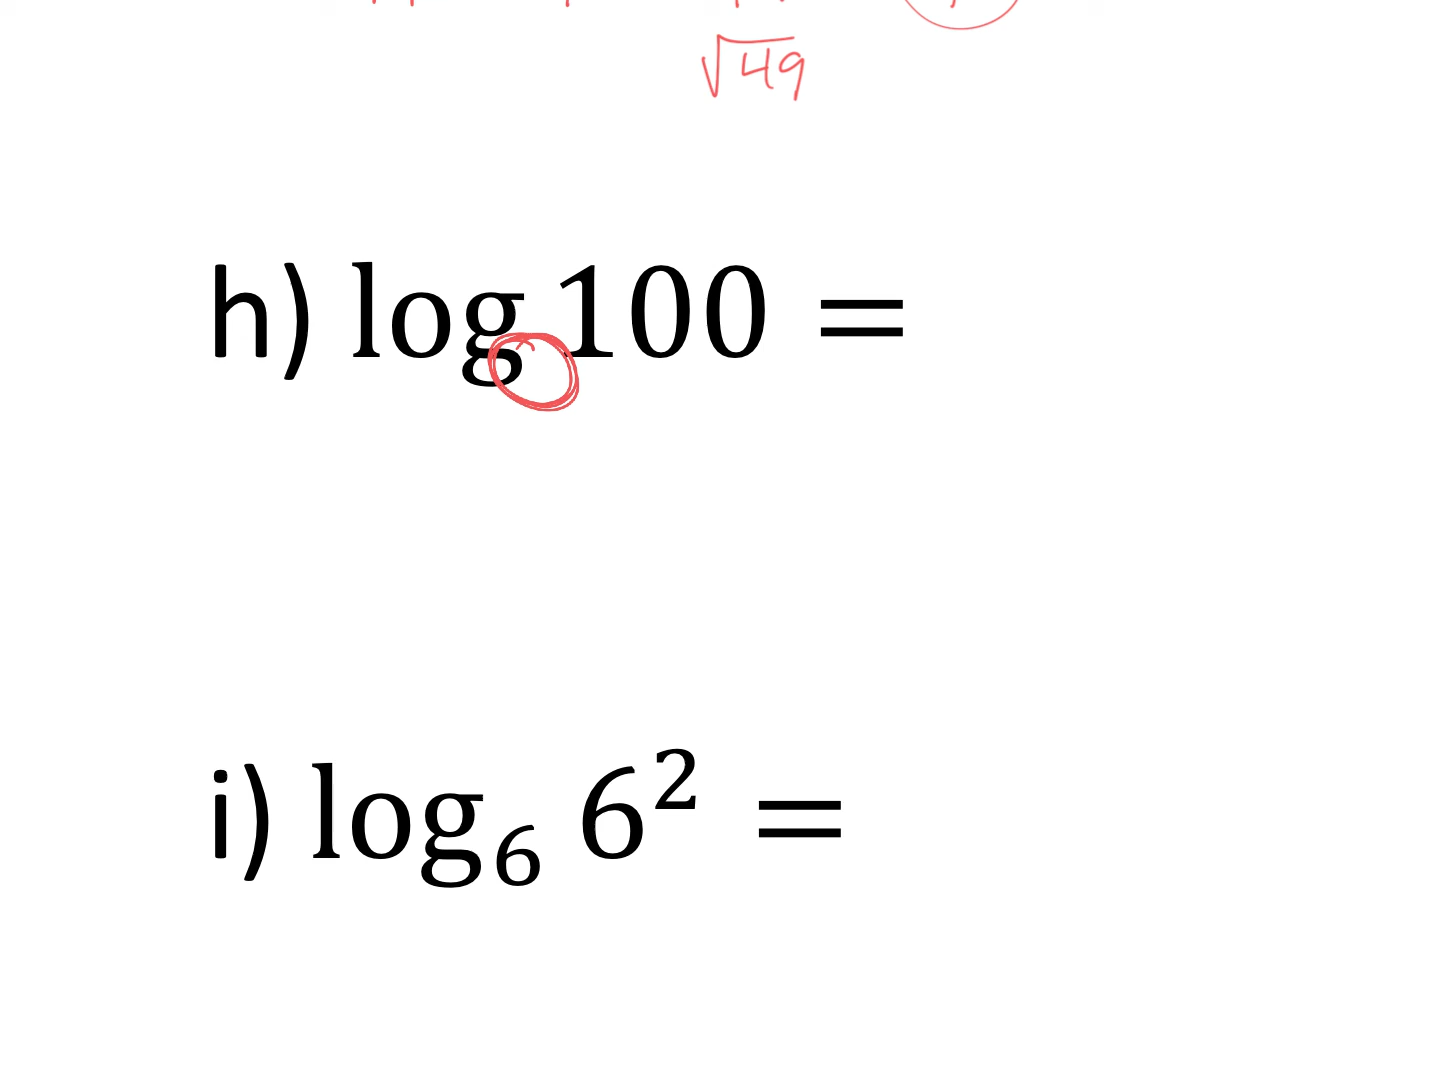 √49
h) log 100 =
i) log₆ 6² =